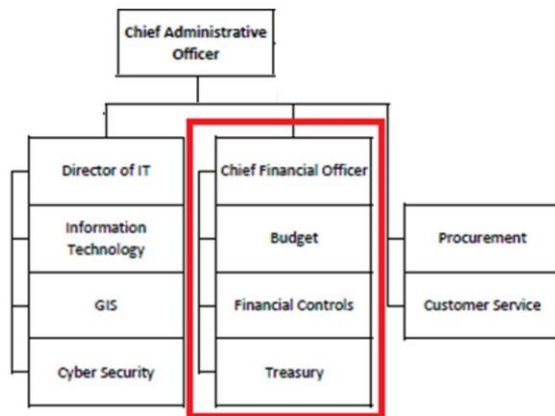 Chief Administrative
Officer
Director of IT
Information
Technology
GIS
Cyber Security
Chief Financial Officer
Budget
Financial Controls
Treasury
Procurement
Customer Service